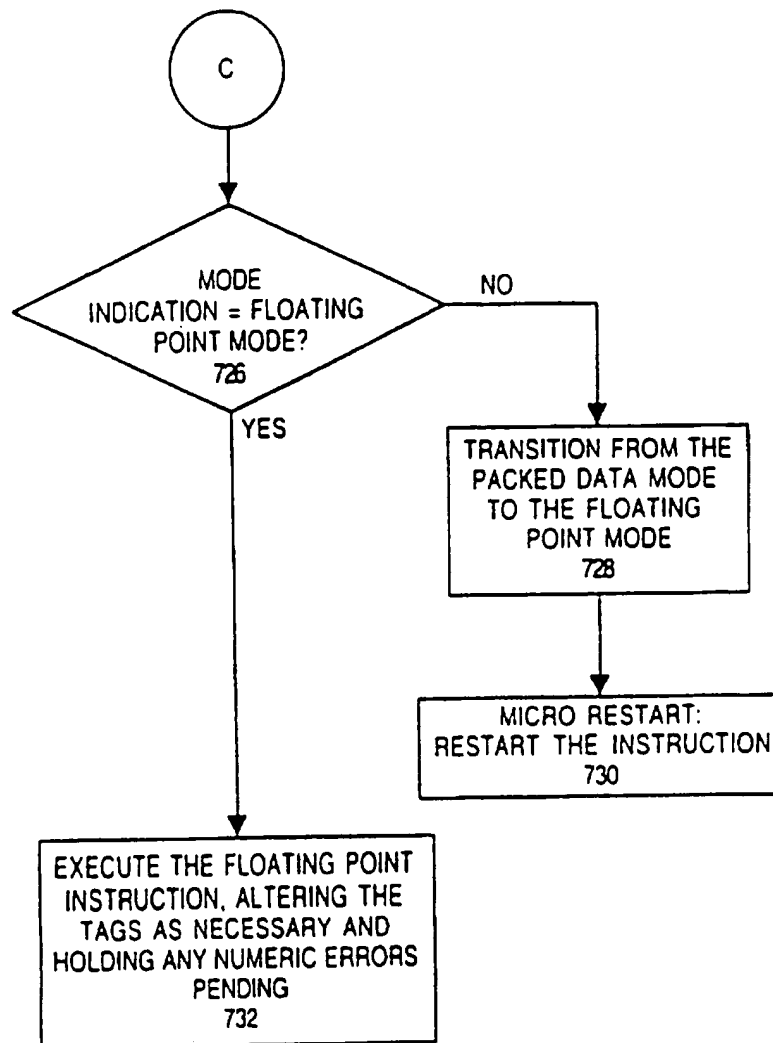 C
MODE
INDICATION = FLOATING
POINT MODE?
726
NO
YES
TRANSITION FROM THE
PACKED DATA MODE
TO THE FLOATING
POINT MODE
728
MICRO RESTART:
RESTART THE INSTRUCTION
730
EXECUTE THE FLOATING POINT
INSTRUCTION, ALTERING THE
TAGS AS NECESSARY AND
HOLDING ANY NUMERIC ERRORS
PENDING
732